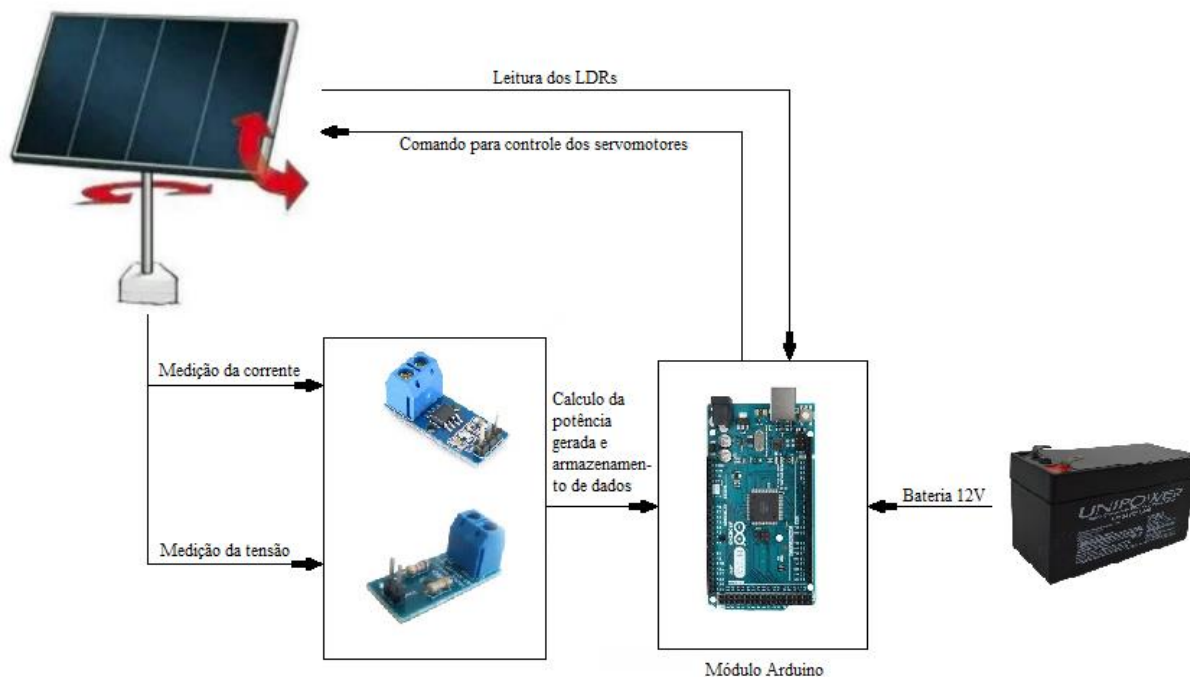 Leitura dos LDRs
Comando para controle dos servomotores
Medição da corrente
Calculo da
potência
gerada e
armazenamen-
to de dados
Medição da tensão
Bateria 12V
UNIPOWER
Módulo Arduino